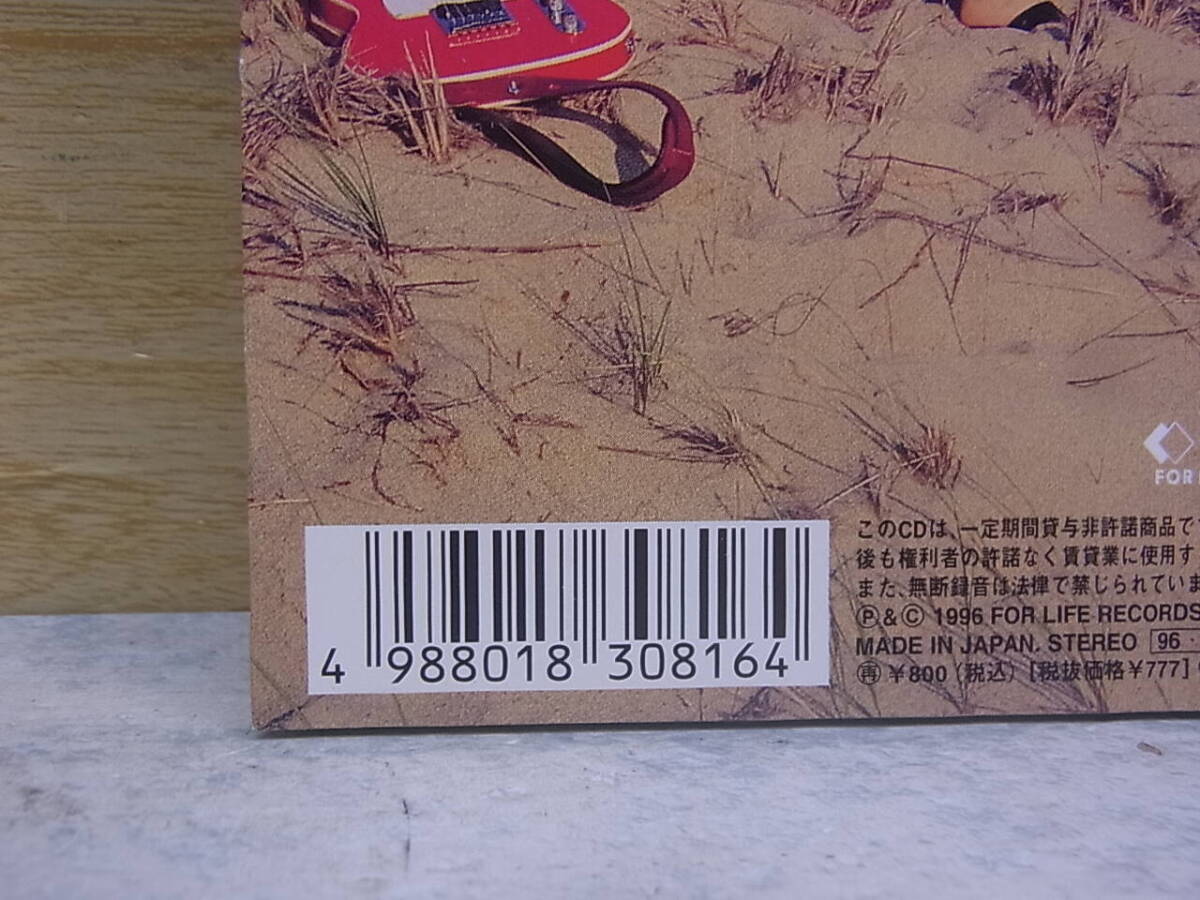 FOR
4 988018 308164
このCDは、一定期間貸与非許諾商品で
後も権利者の許諾なく賃貸業に使用す
また、無断録音は法律で禁じられていま
Ⓟ&Ⓒ 1996 FOR LIFE RECORDS
MADE IN JAPAN. STEREO 96
㊢ ¥800 (税込) [税抜価格¥777]